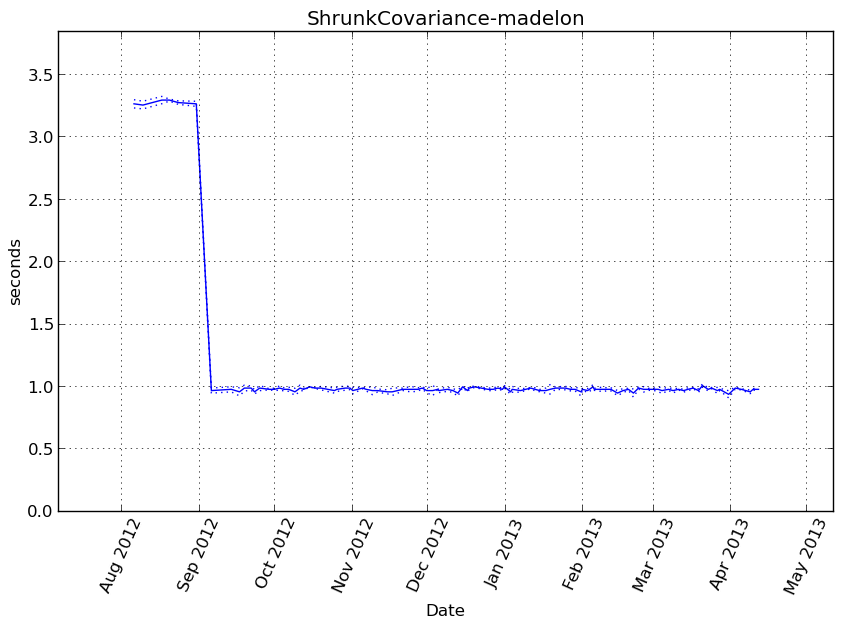 ShrunkCovariance-madelon
3.5
3.0
2.5
2.0
1.5
1.0
0.5
0.0
seconds
Aug 2012
Sep 2012
Oct 2012
Nov 2012
Dec 2012
Jan 2013
Feb 2013
Mar 2013
Apr 2013
May 2013
Date